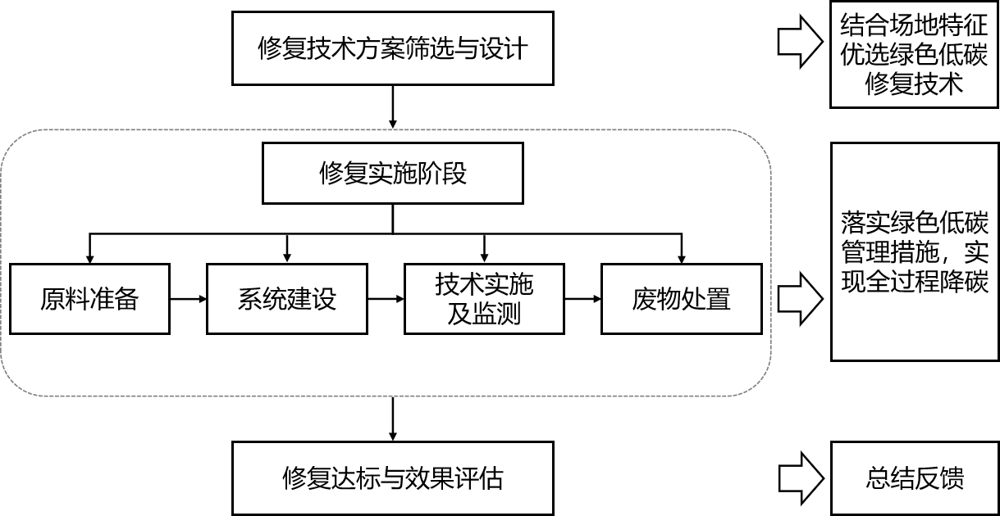 修复技术方案筛选与设计
结合场地特征
优选绿色低碳
修复技术
修复实施阶段
原料准备
系统建设
技术实施
及监测
废物处置
落实绿色低碳
管理措施，实
现全过程降碳
修复达标与效果评估
总结反馈